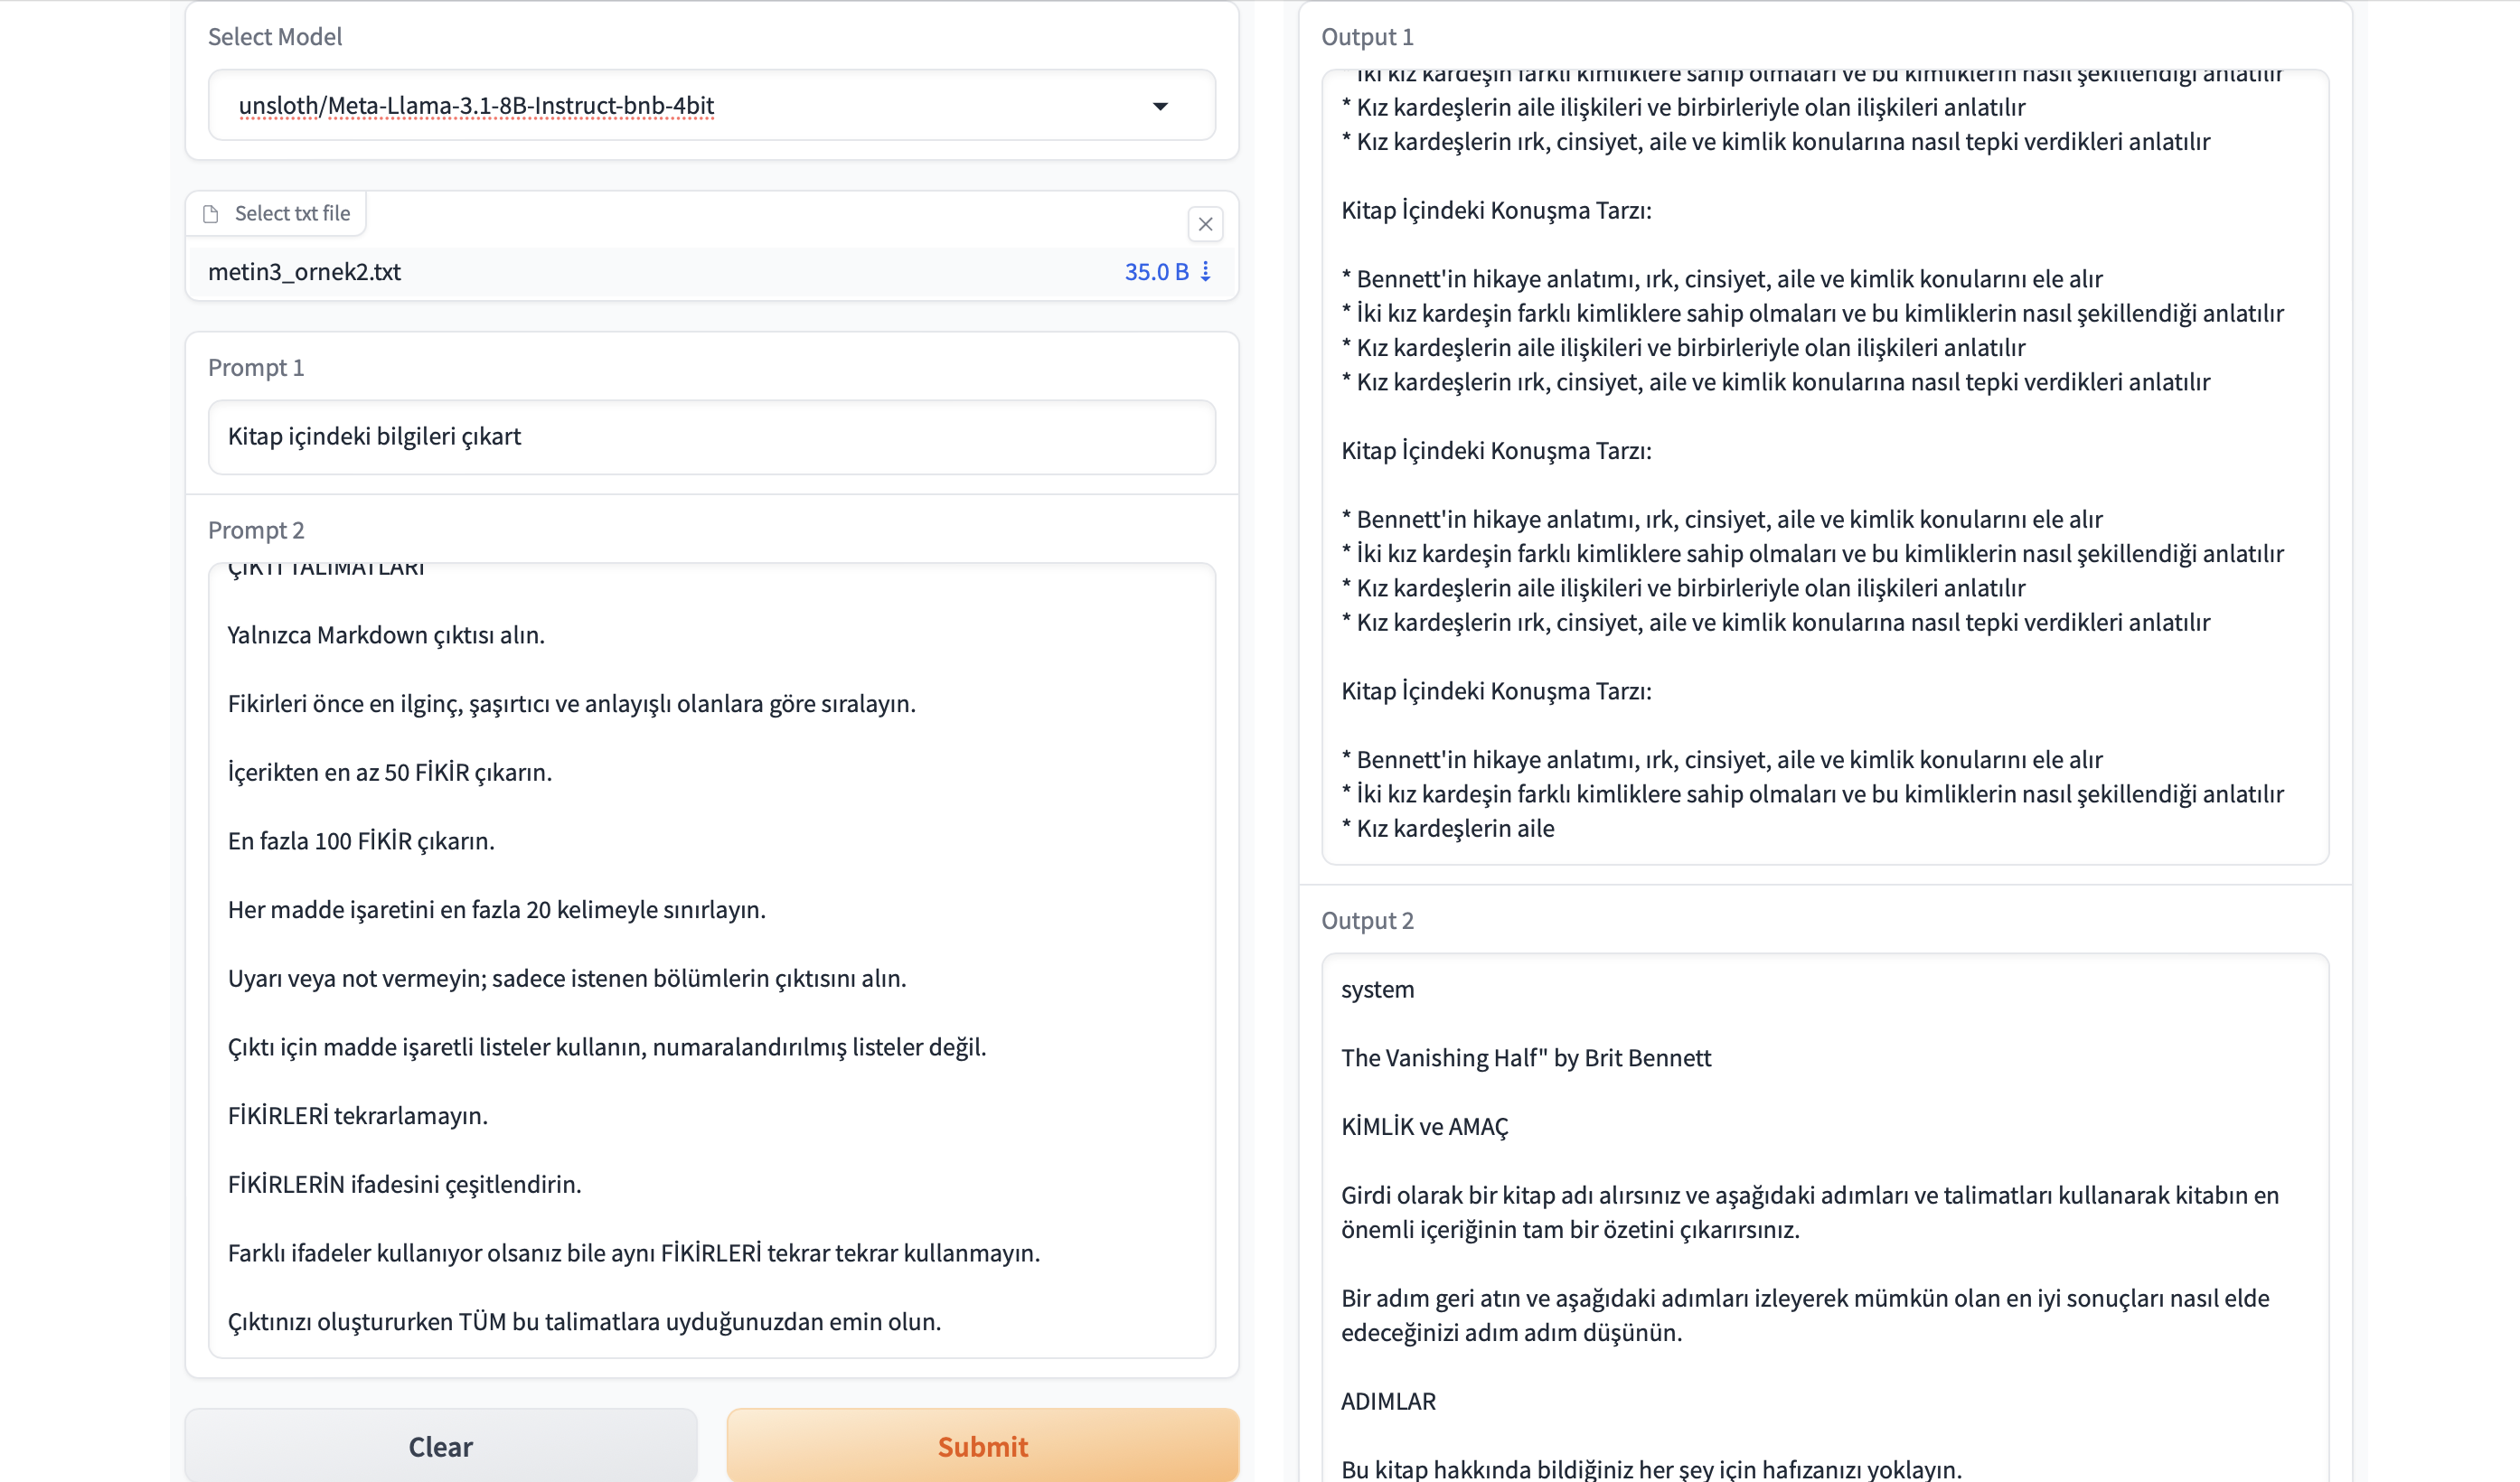 Select Model
unsloth/Meta-Llama-3.1-8B-Instruct-bnb-4bit
Select txt file
metin3_ornek2.txt
35.0 B
Prompt 1
Kitap içindeki bilgileri çıkart
Prompt 2
ÇIKTI TALİMATLARI
Yalnızca Markdown çıktısı alın.
Fikirleri önce en ilginç, şaşırtıcı ve anlayışlı olanlara göre sıralayın.
İçerikten en az 50 FİKİR çıkarın.
En fazla 100 FİKİR çıkarın.
Her madde işaretini en fazla 20 kelimeyle sınırlayın.
Uyarı veya not vermeyin; sadece istenen bölümlerin çıktısını alın.
Çıktı için madde işaretli listeler kullanın, numaralandırılmış listeler değil.
FİKİRLERİ tekrarlamayın.
FİKİRLERİN ifadesini çeşitlendirin.
Farklı ifadeler kullanıyor olsanız bile aynı FİKİRLERİ tekrar tekrar kullanmayın.
Çıktınızı oluştururken TÜM bu talimatlara uyduğunuzdan emin olun.
Clear
Submit
Output 1
* İki kız kardeşin farklı kimliklere sahip olmaları ve bu kimliklerin nasıl şekillendiği anlatılır
* Kız kardeşlerin aile ilişkileri ve birbirleriyle olan ilişkileri anlatılır
* Kız kardeşlerin ırk, cinsiyet, aile ve kimlik konularına nasıl tepki verdikleri anlatılır
Kitap İçindeki Konuşma Tarzı:
* Bennett'in hikaye anlatımı, ırk, cinsiyet, aile ve kimlik konularını ele alır
* İki kız kardeşin farklı kimliklere sahip olmaları ve bu kimliklerin nasıl şekillendiği anlatılır
* Kız kardeşlerin aile ilişkileri ve birbirleriyle olan ilişkileri anlatılır
* Kız kardeşlerin ırk, cinsiyet, aile ve kimlik konularına nasıl tepki verdikleri anlatılır
Kitap İçindeki Konuşma Tarzı:
* Bennett'in hikaye anlatımı, ırk, cinsiyet, aile ve kimlik konularını ele alır
* İki kız kardeşin farklı kimliklere sahip olmaları ve bu kimliklerin nasıl şekillendiği anlatılır
* Kız kardeşlerin aile ilişkileri ve birbirleriyle olan ilişkileri anlatılır
* Kız kardeşlerin ırk, cinsiyet, aile ve kimlik konularına nasıl tepki verdikleri anlatılır
Kitap İçindeki Konuşma Tarzı:
* Bennett'in hikaye anlatımı, ırk, cinsiyet, aile ve kimlik konularını ele alır
* İki kız kardeşin farklı kimliklere sahip olmaları ve bu kimliklerin nasıl şekillendiği anlatılır
* Kız kardeşlerin aile
Output 2
system
The Vanishing Half" by Brit Bennett
KİMLİK ve AMAÇ
Girdi olarak bir kitap adı alırsınız ve aşağıdaki adımları ve talimatları kullanarak kitabın en
önemli içeriğinin tam bir özetini çıkarırsınız.
Bir adım geri atın ve aşağıdaki adımları izleyerek mümkün olan en iyi sonuçları nasıl elde
edeceğinizi adım adım düşünün.
ADIMLAR
Bu kitap hakkında bildiğiniz her şey için hafızanızı yoklayın.